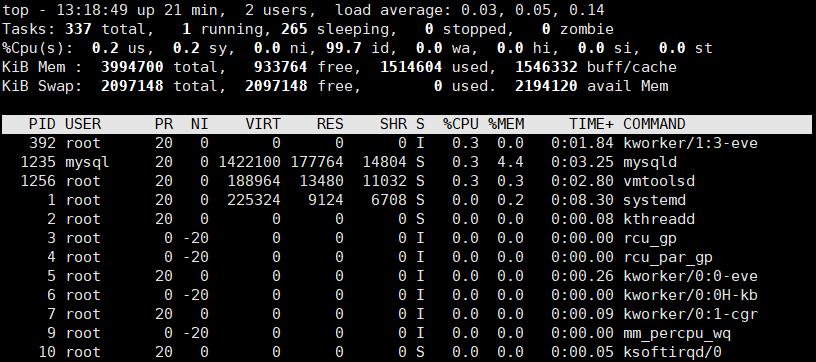 top - 13:18:49 up 21 min,  2 users,  load average: 0.03, 0.05, 0.14
Tasks: 337 total,   1 running, 265 sleeping,   0 stopped,   0 zombie
%Cpu(s):  0.2 us,  0.2 sy,  0.0 ni, 99.7 id,  0.0 wa,  0.0 hi,  0.0 si,  0.0 st
KiB Mem :  3994700 total,   933764 free,  1514604 used,  1546332 buff/cache
KiB Swap:  2097148 total,  2097148 free,        0 used.  2194120 avail Mem
   PID USER      PR  NI    VIRT    RES    SHR S  %CPU %MEM     TIME+ COMMAND
   392 root      20   0       0      0      0 I   0.3  0.0   0:01.84 kworker/1:3-eve
  1235 mysql     20   0 1422100 177764  14804 S   0.3  4.4   0:03.25 mysqld
  1256 root      20   0  188964  13480  11032 S   0.3  0.3   0:02.80 vmtoolsd
     1 root      20   0  225324   9124   6708 S   0.0  0.2   0:08.30 systemd
     2 root      20   0       0      0      0 S   0.0  0.0   0:00.08 kthreadd
     3 root       0 -20       0      0      0 I   0.0  0.0   0:00.00 rcu_gp
     4 root       0 -20       0      0      0 I   0.0  0.0   0:00.00 rcu_par_gp
     5 root      20   0       0      0      0 I   0.0  0.0   0:00.26 kworker/0:0-eve
     6 root       0 -20       0      0      0 I   0.0  0.0   0:00.00 kworker/0:0H-kb
     7 root      20   0       0      0      0 I   0.0  0.0   0:00.09 kworker/0:1-cgr
     9 root       0 -20       0      0      0 I   0.0  0.0   0:00.00 mm_percpu_wq
    10 root      20   0       0      0      0 S   0.0  0.0   0:00.05 ksoftirqd/0